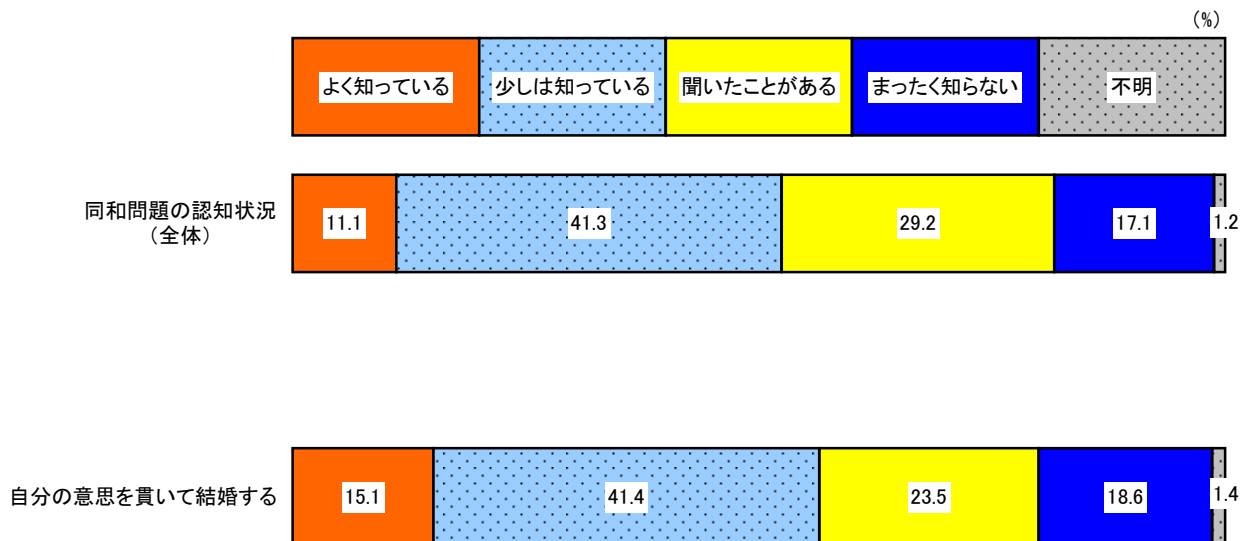 (%)
よく知っている 少しは知っている 聞いたことがある まったく知らない 不明
同和問題の認知状況
（全体）
11.1 41.3 29.2 17.1 1.2
自分の意思を貫いて結婚する 15.1 41.4 23.5 18.6 1.4